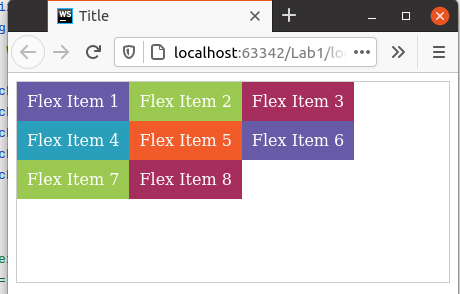 Title
localhost:63342/Lab1/lo
Flex Item 1 Flex Item 2 Flex Item 3
Flex Item 4 Flex Item 5 Flex Item 6
Flex Item 7 Flex Item 8